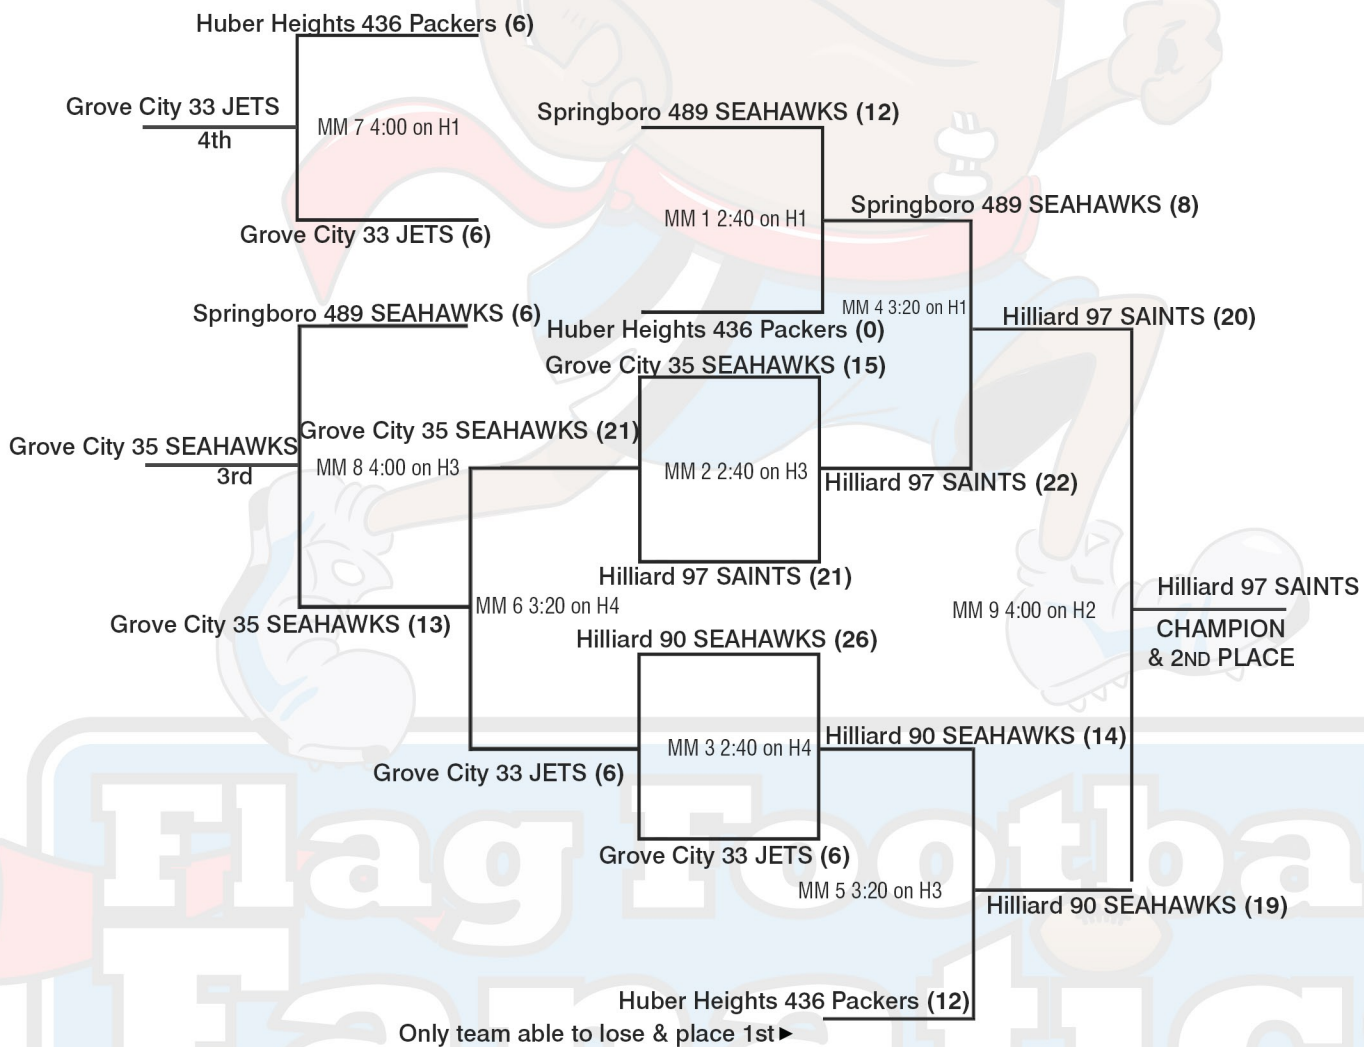 Huber Heights 436 Packers (6)
Grove City 33 JETS
4th
MM 7 4:00 on H1
Grove City 33 JETS (6)
Springboro 489 SEAHAWKS (12)
MM 1 2:40 on H1
Huber Heights 436 Packers (0)
Springboro 489 SEAHAWKS (8)
MM 4 3:20 on H1
Hilliard 97 SAINTS (20)
Springboro 489 SEAHAWKS (6)
Grove City 35 SEAHAWKS (15)
Grove City 35 SEAHAWKS (21)
Grove City 35 SEAHAWKS
3rd
MM 8 4:00 on H3
MM 2 2:40 on H3
Hilliard 97 SAINTS (22)
Hilliard 97 SAINTS (21)
Grove City 35 SEAHAWKS (13)
MM 6 3:20 on H4
Hilliard 90 SEAHAWKS (26)
MM 9 4:00 on H2
Hilliard 97 SAINTS
CHAMPION
& 2ND PLACE
MM 3 2:40 on H4
Hilliard 90 SEAHAWKS (14)
Grove City 33 JETS (6)
Grove City 33 JETS (6)
MM 5 3:20 on H3
Hilliard 90 SEAHAWKS (19)
Huber Heights 436 Packers (12)
Only team able to lose & place 1st►
Flag Footba
Fanatic